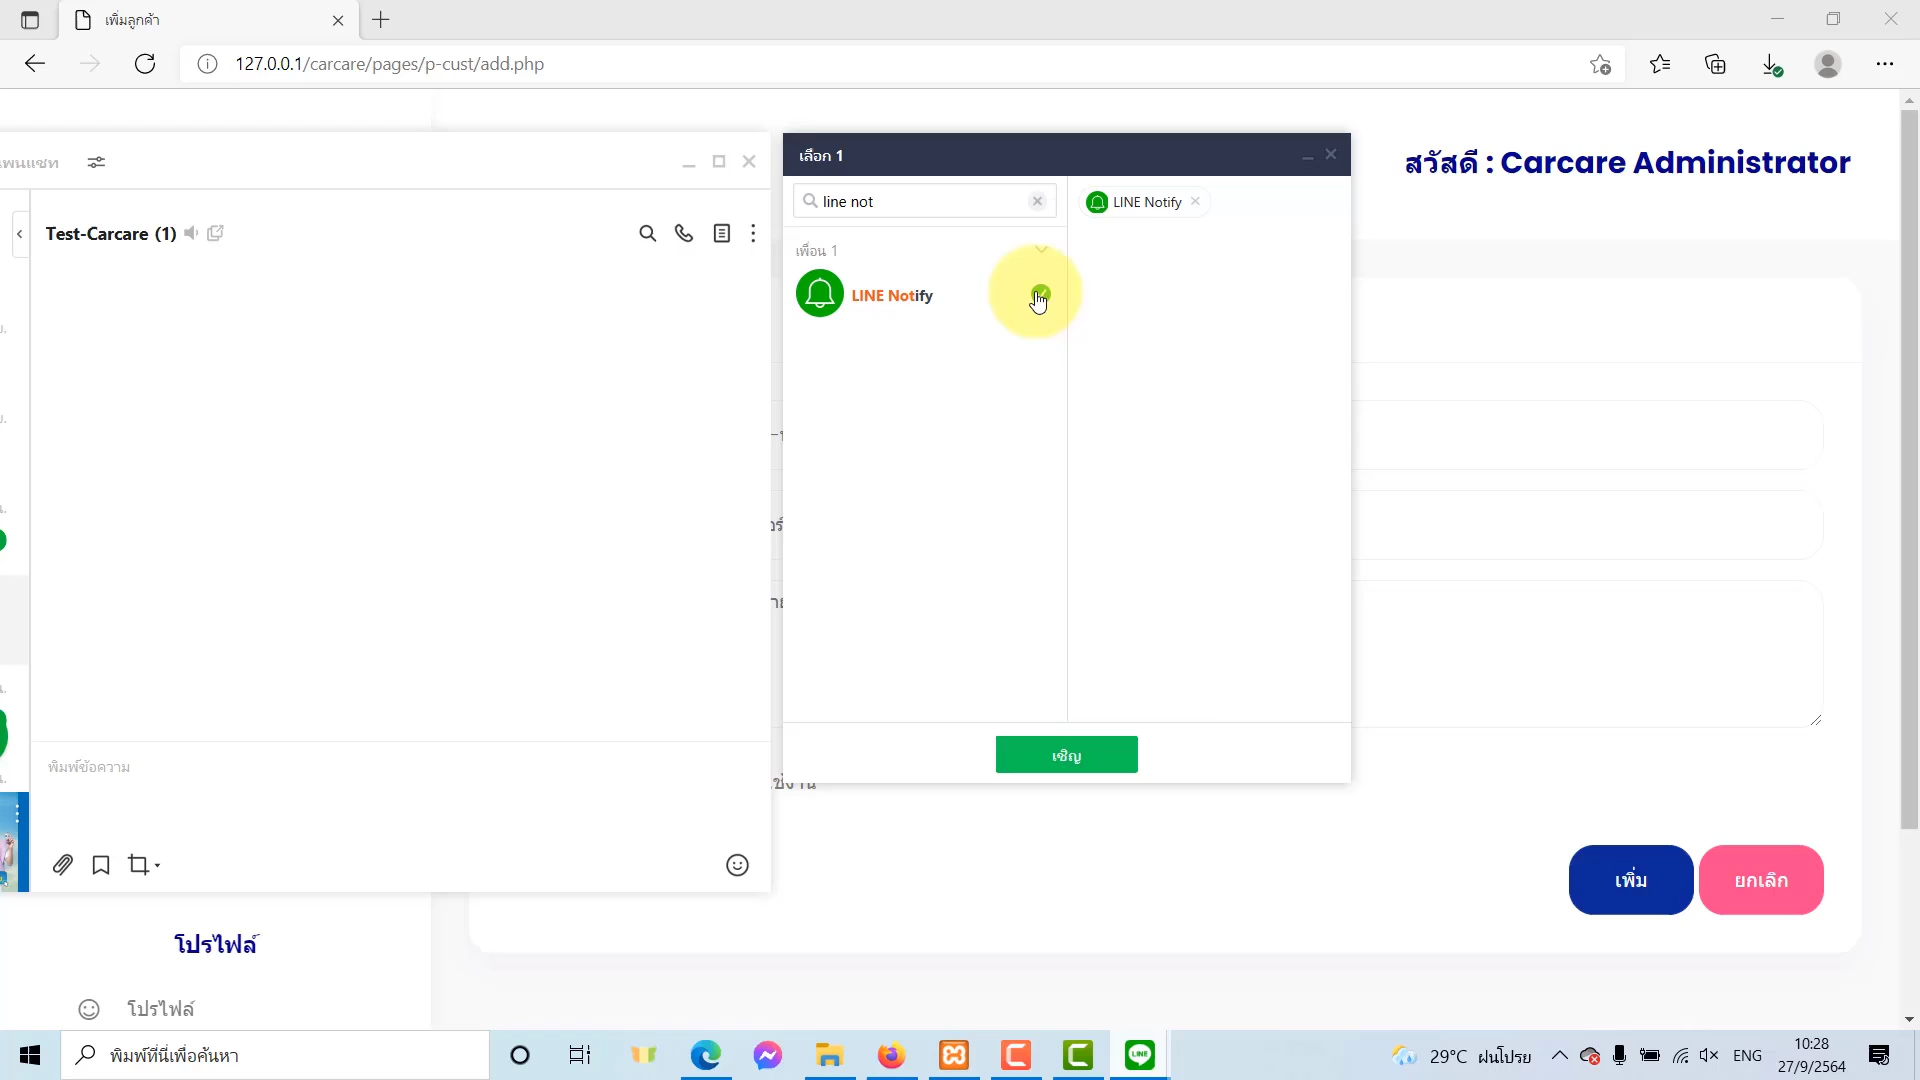 เพิ่มลูกค้า
127.0.0.1/carcare/pages/p-cust/add.php
สวัสดี : Carcare Administrator
Test-Carcare (1)
พิมพ์ข้อความ
เลือก 1
line not
LINE Notify
เพื่อน 1
LINE Notify
เชิญ
เพิ่ม
ยกเลิก
โปรไฟล์
โปรไฟล์
พิมพ์ที่นี่เพื่อค้นหา
LINE
29°C ฝนโปรย
ENG
10:28
27/9/2564